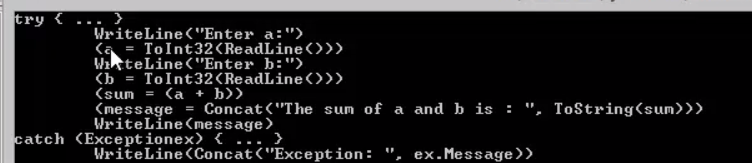 try { ... }
WriteLine("Enter a:")
(a = ToInt32(ReadLine()))
WriteLine("Enter b:")
(b = ToInt32(ReadLine()))
(sum = (a + b))
(message = Concat("The sum of a and b is : ", ToString(sum)))
WriteLine(message)
catch (Exceptionex) { ... }
WriteLine(Concat("Exception: ", ex.Message))